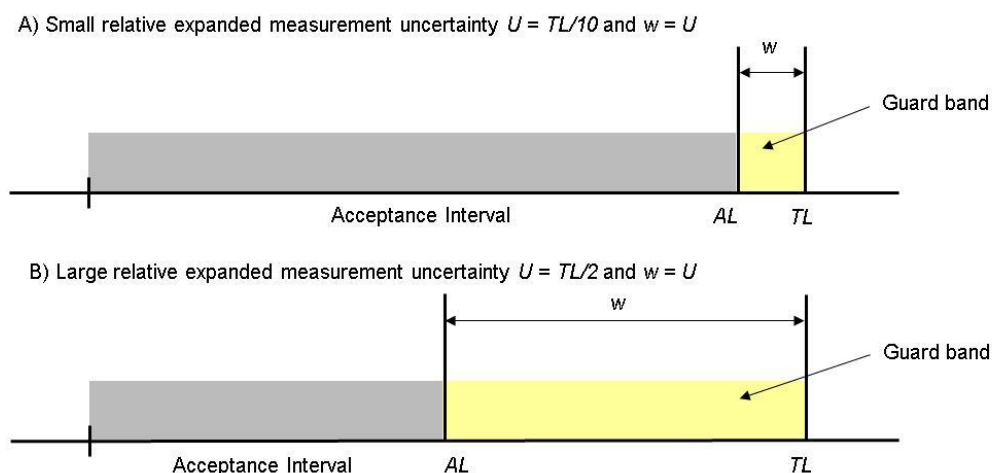 A) Small relative expanded measurement uncertainty U = TL/10 and w = U
w
Guard band
Acceptance Interval
AL
TL
B) Large relative expanded measurement uncertainty U = TL/2 and w = U
w
Guard band
Acceptance Interval
AL
TL